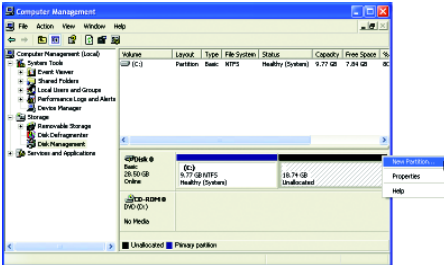 Computer Management
File Action View Window Help
Computer Management (Local)
System Tools
Event Viewer
Shared Folders
Local Users and Groups
Performance Logs and Alerts
Device Manager
Storage
Removable Storage
Disk Defragmenter
Disk Management
Services and Applications
Volume Layout Type File System Status Capacity Free Space %
(C:) Partition Basic NTFS Healthy (System) 9.77 GB 7.84 GB 80
Disk 0
Basic
28.50 GB
Online
(C:)
9.77 GB NTFS
Healthy (System)
18.74 GB
Unallocated
New Partition...
Properties
Help
CD-ROM 0
DVD (D:)
No Media
Unallocated Primary partition